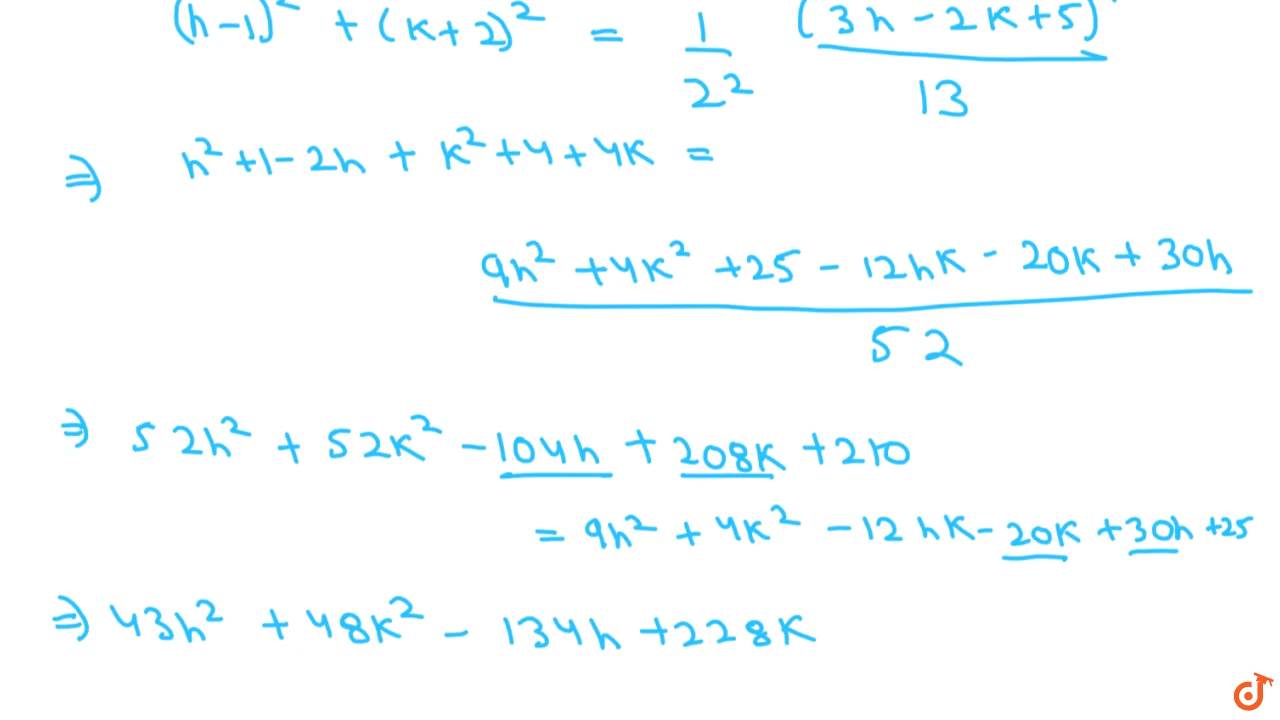 (h-1)² + (k+2)² = 1/2² (3h - 2k+5)²/13
⇒ h²+1-2h + k²+4+4k =
9h² +4k² +25 - 12hk - 20k + 30h / 52
⇒ 52h² + 52k² - 104h + 208k + 210
= 9h² + 4k² - 12hk - 20k + 30h +25
⇒ 43h² + 48k² - 134h + 228k